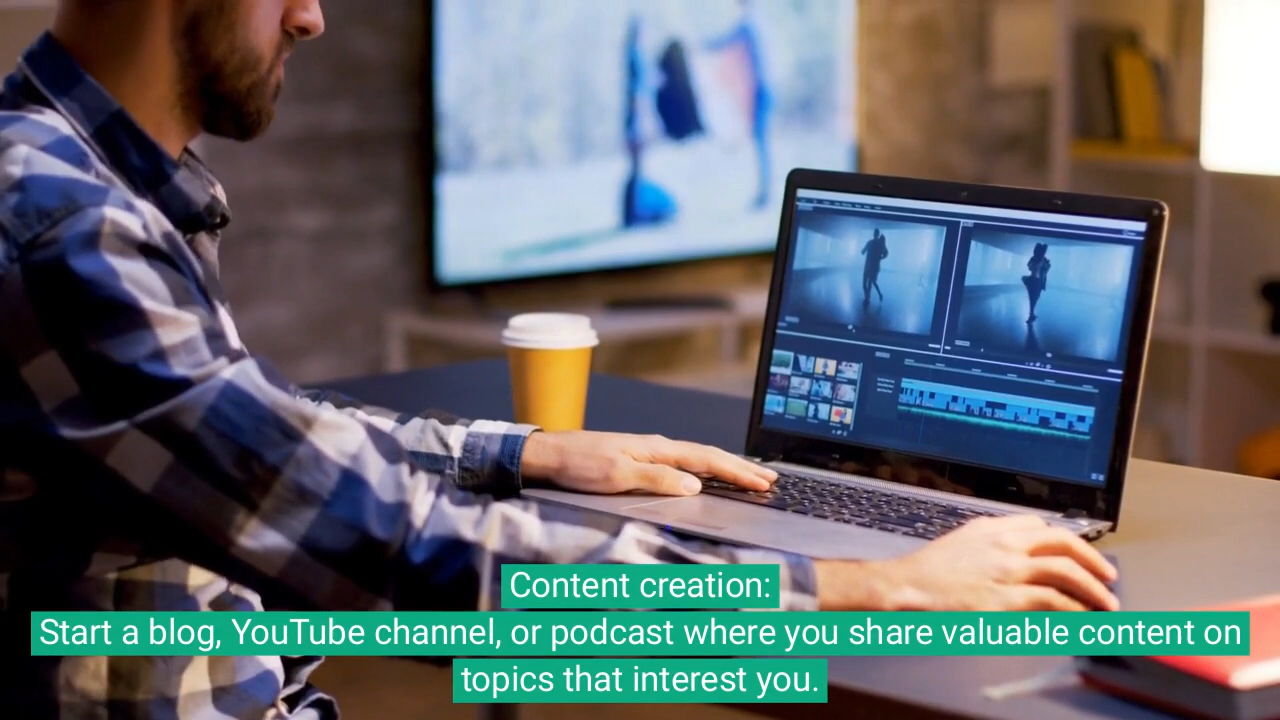 Content creation:
Start a blog, YouTube channel, or podcast where you share valuable content on
topics that interest you.